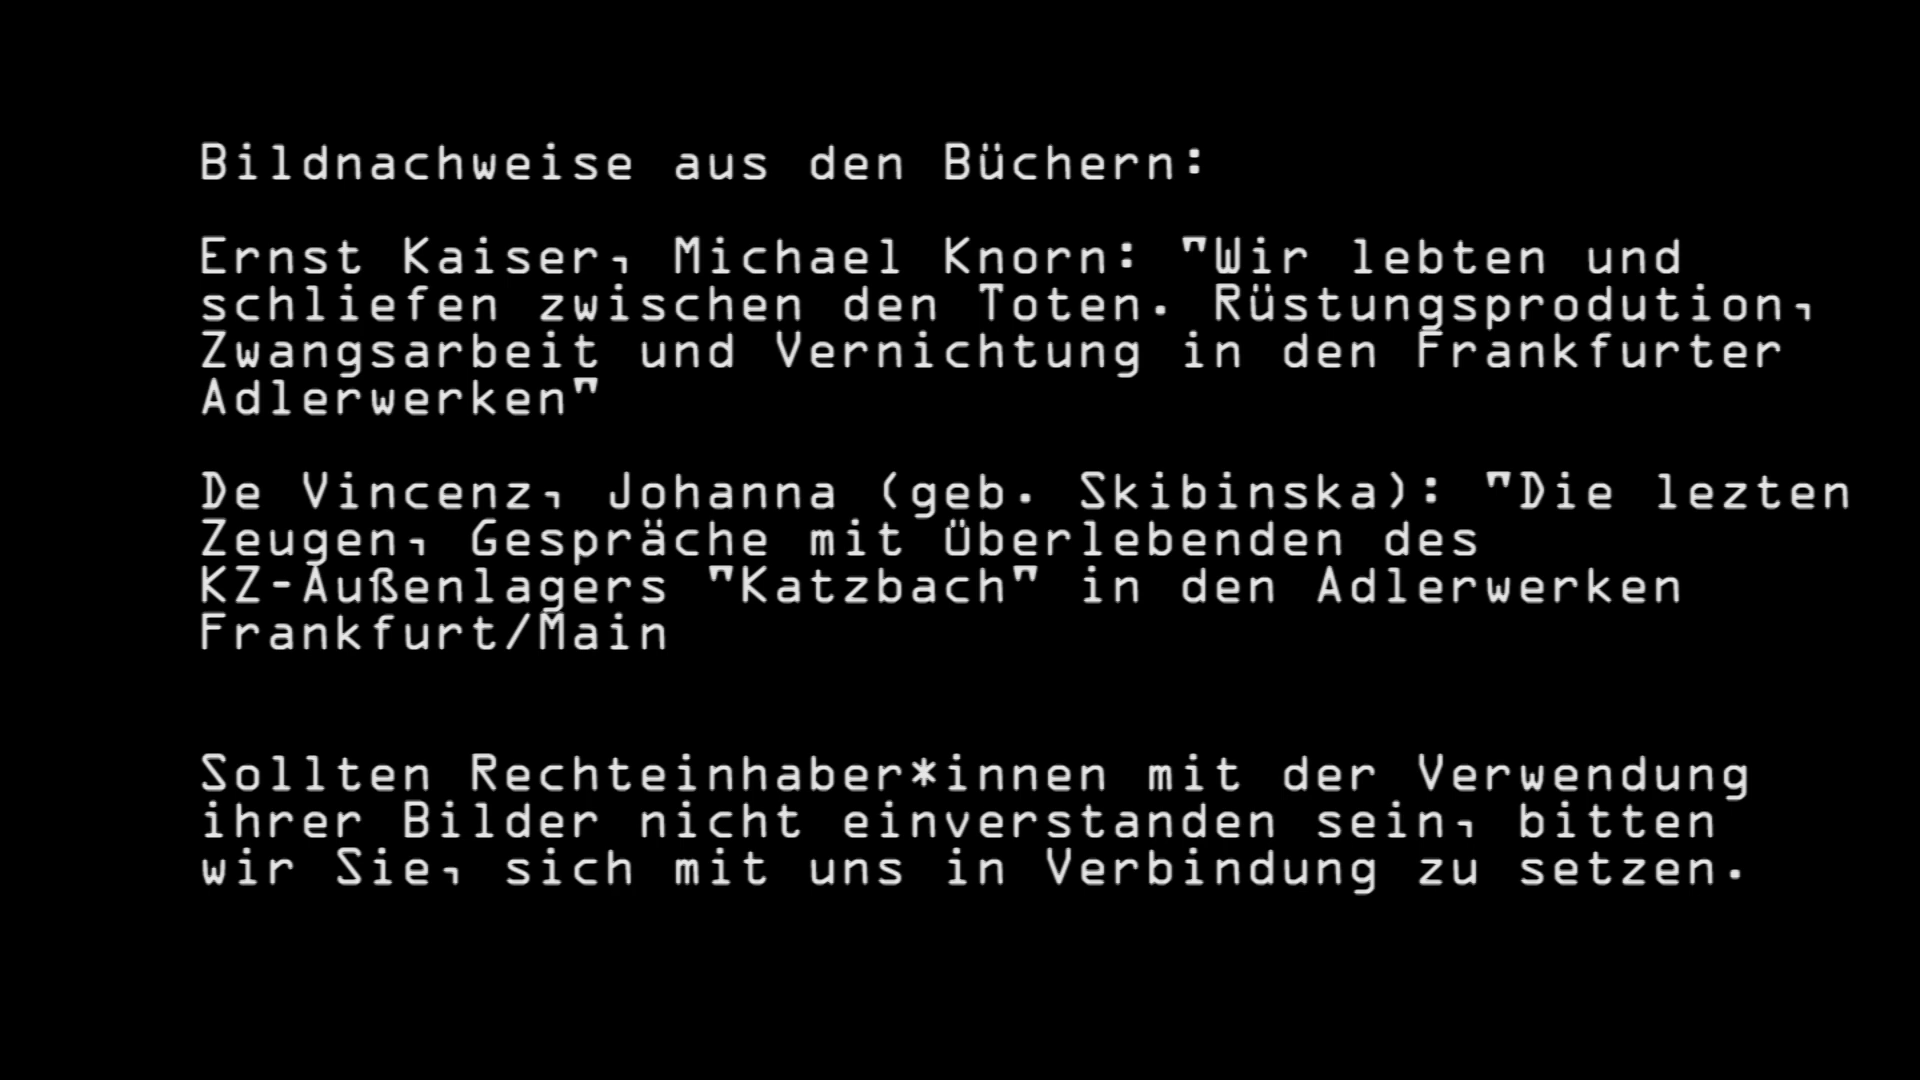 Bildnachweise aus den Büchern:
Ernst Kaiser, Michael Knorn: "Wir lebten und
schliefen zwischen den Toten. Rüstungsprodution,
Zwangsarbeit und Vernichtung in den Frankfurter
Adlerwerken"
De Vincenz, Johanna (geb. Skibinska): "Die lezten
Zeugen, Gespräche mit Überlebenden des
KZ-Außenlagers "Katzbach" in den Adlerwerken
Frankfurt/Main
Sollten Rechteinhaber*innen mit der Verwendung
ihrer Bilder nicht einverstanden sein, bitten
wir Sie, sich mit uns in Verbindung zu setzen.